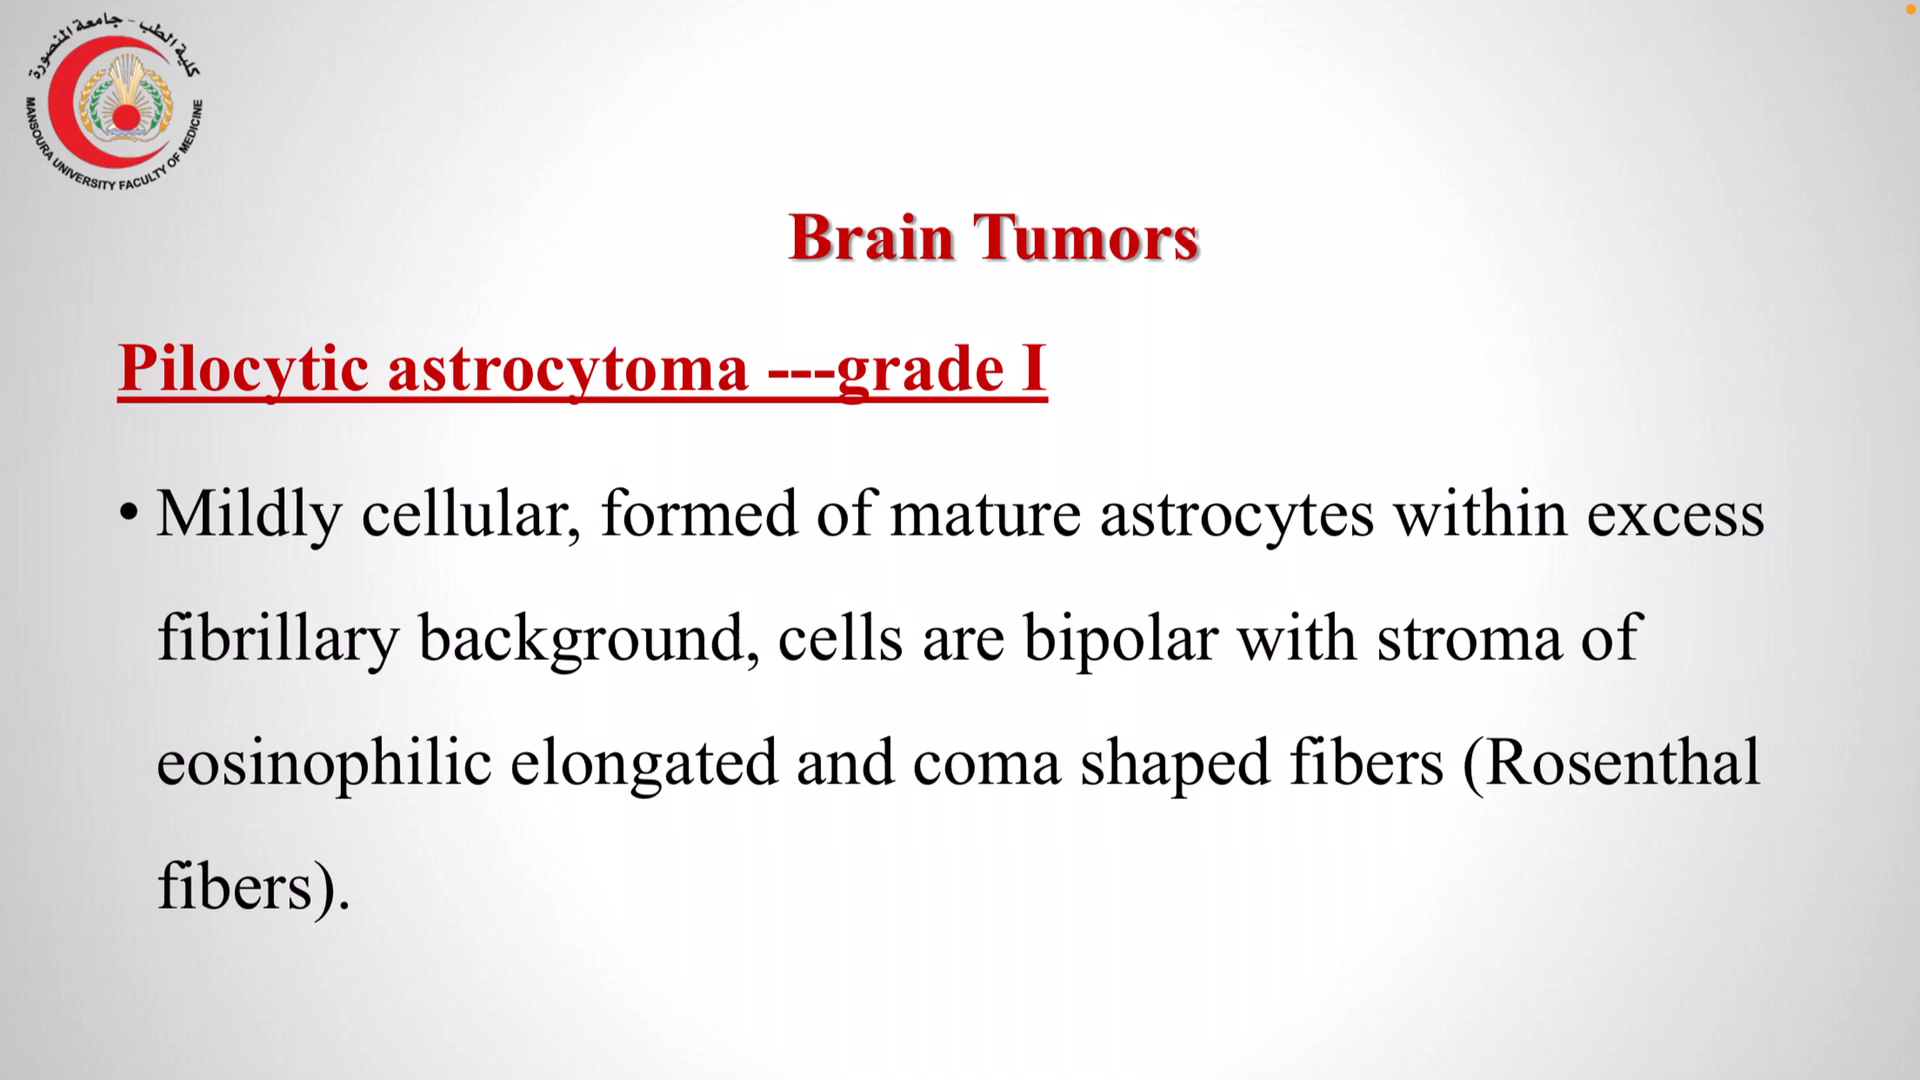 كلية الطب - جامعة المنصورة
MANSOURA UNIVERSITY FACULTY OF MEDICINE
Brain Tumors
Pilocytic astrocytoma ---grade I
• Mildly cellular, formed of mature astrocytes within excess
fibrillary background, cells are bipolar with stroma of
eosinophilic elongated and coma shaped fibers (Rosenthal
fibers).